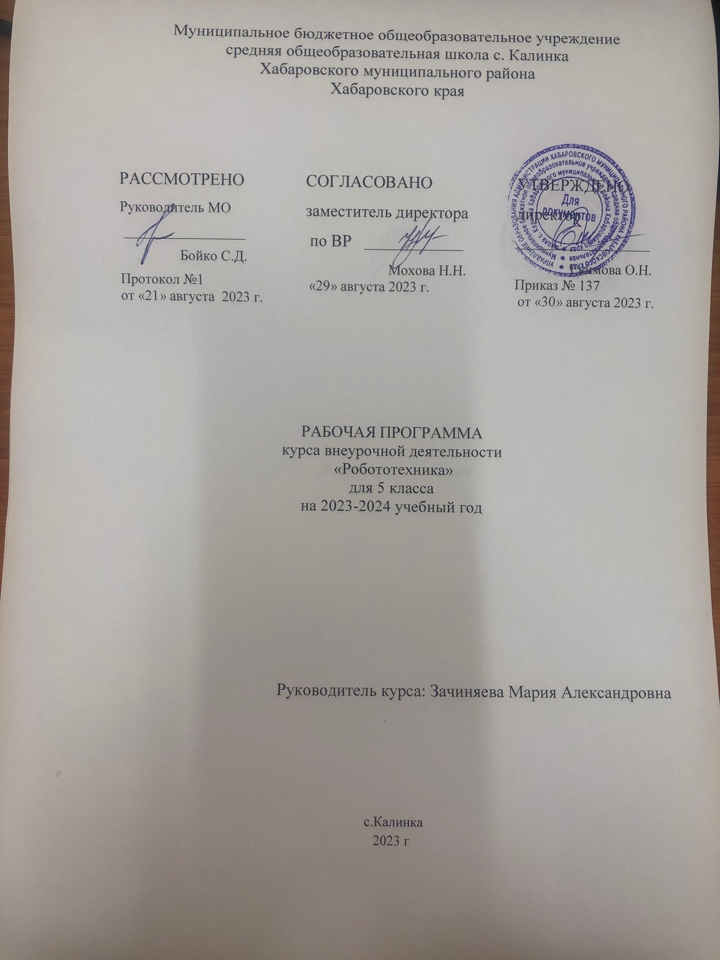 Муниципальное бюджетное общеобразовательное учреждение
средняя общеобразовательная школа с. Калинка
Хабаровского муниципального района
Хабаровского края
РАССМОТРЕНО
Руководитель МО
Бойко С.Д.
Протокол №1
от «21» августа 2023 г.
СОГЛАСОВАНО
заместитель директора
по ВР
Мохова Н.Н.
«29» августа 2023 г.
УТВЕРЖДЕНО
директор
О.Н.
Приказ № 137
от «30» августа 2023 г.
Для
документов
РАБОЧАЯ ПРОГРАММА
курса внеурочной деятельности
«Робототехника»
для 5 класса
на 2023-2024 учебный год
Руководитель курса: Зачиняева Мария Александровна
с.Калинка
2023 г